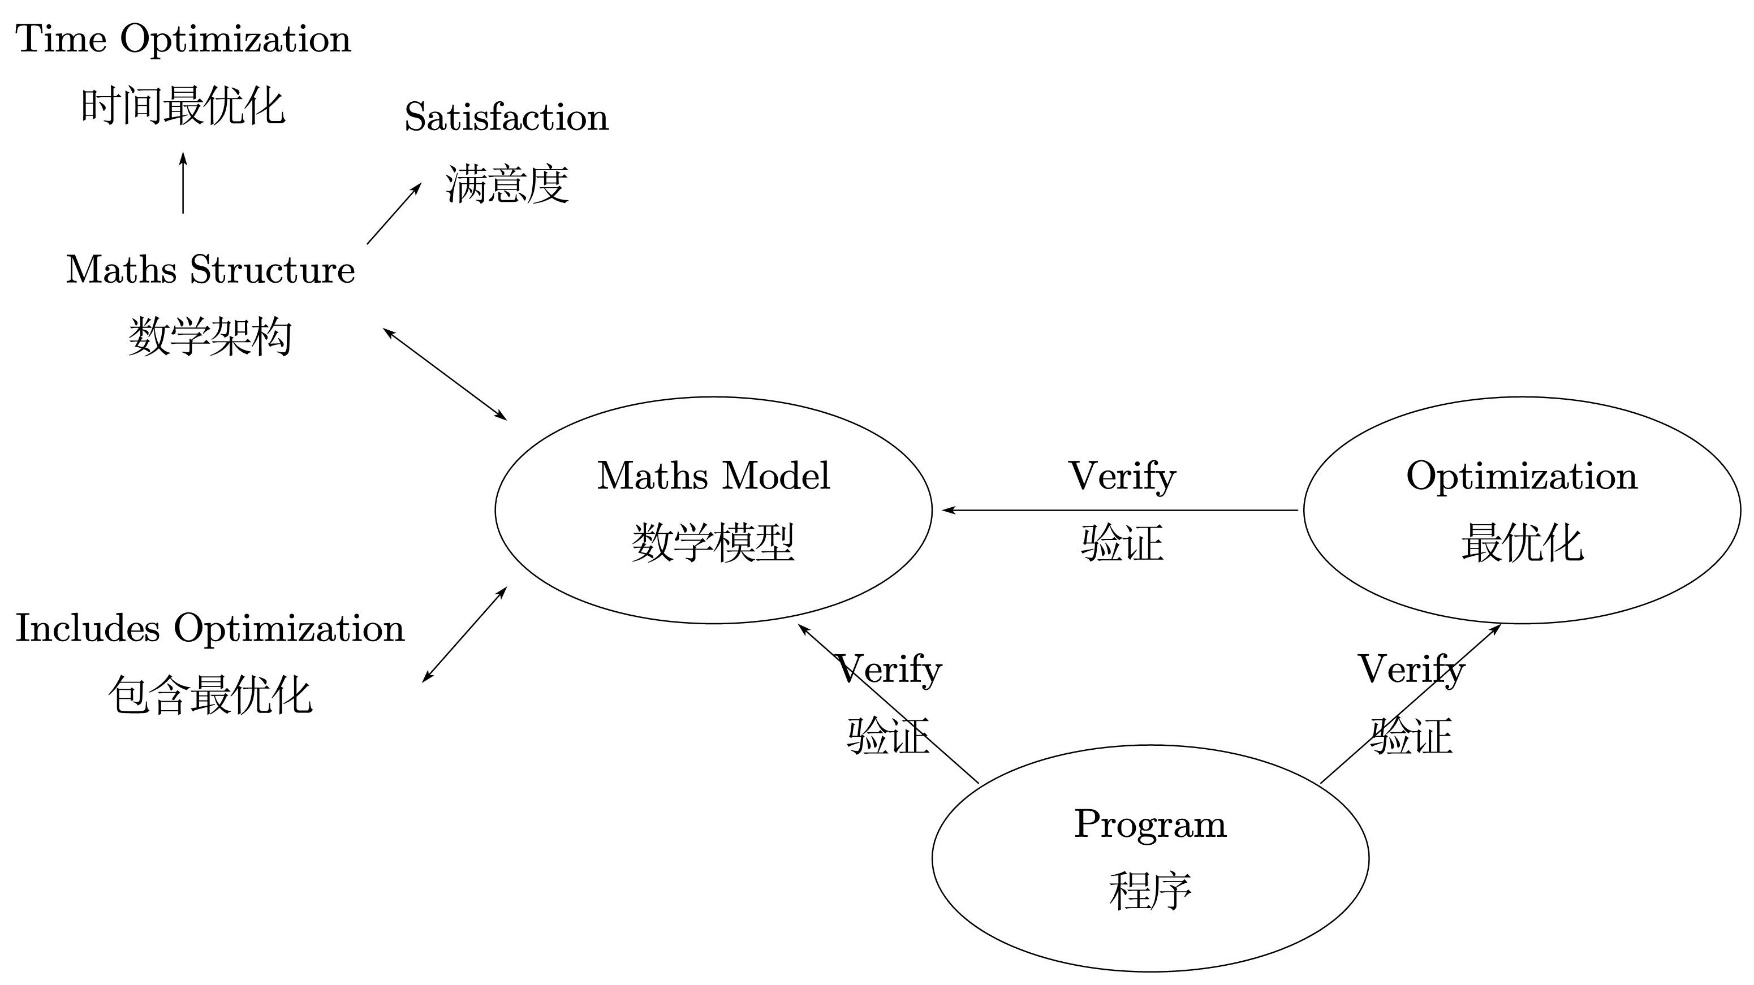 Time Optimization
时间最优化
Satisfaction
满意度
Maths Structure
数学架构
Maths Model
数学模型
Verify
验证
Optimization
最优化
Includes Optimization
包含最优化
Verify
验证
Verify
验证
Program
程序